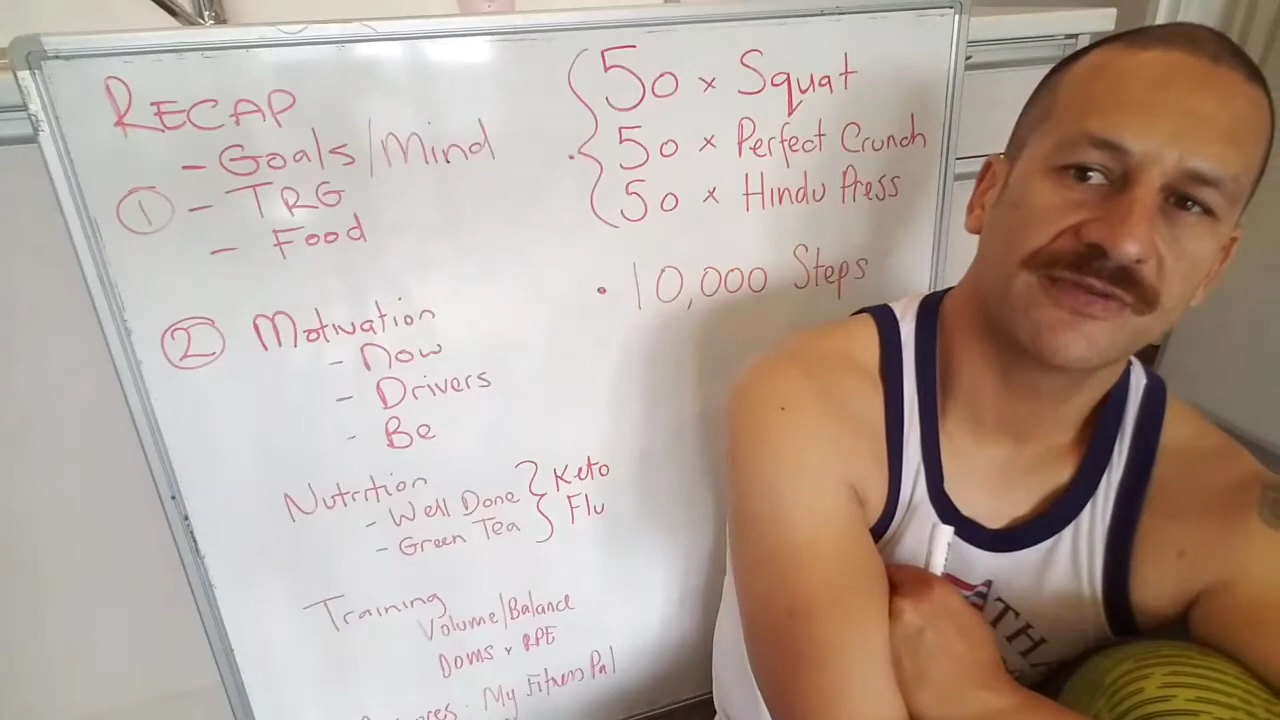 RECAP
- Goals/Mind
① - TRG
- Food
② Motivation
- Now
- Drivers
- Be
Nutrition
- Well Done } Keto
- Green Tea } Flu
Training
Volume/Balance
Doms x RPE
My Fitness Pal
50 x Squat
50 x Perfect Crunch
50 x Hindu Press
• 10,000 Steps